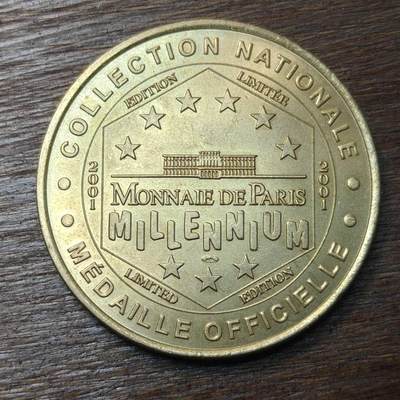 COLLECTION NATIONALE
EDITION LIMITÉE
2001 2001
MONNAIE DE PARIS
MILLENNIUM
LIMITED EDITION
MÉDAILLE OFFICIELLE